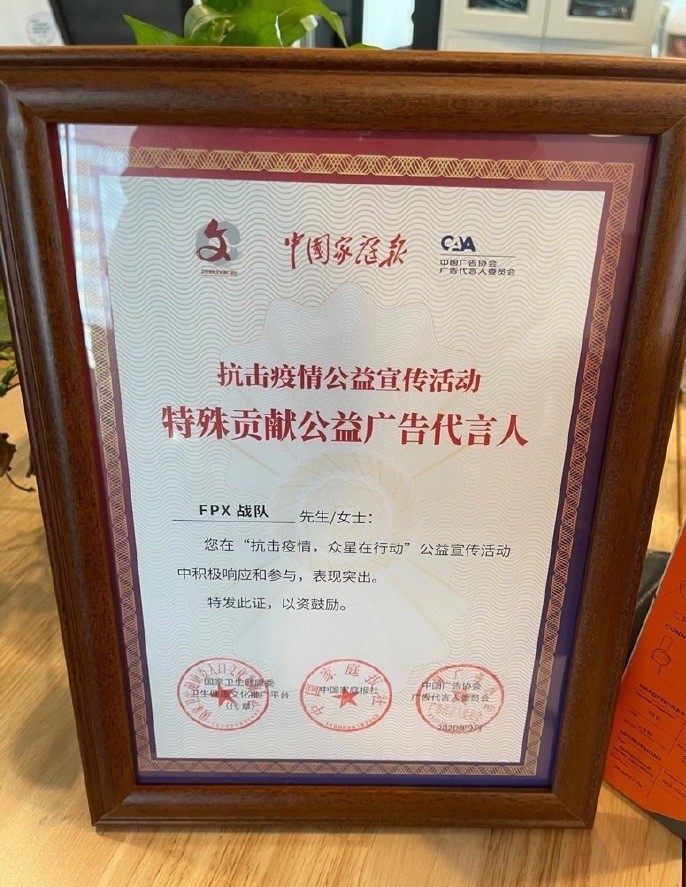 中国家庭报
CAA
中国广告协会
广告代言人委员会
抗击疫情公益宣传活动
特殊贡献公益广告代言人
FPX 战队 先生/女士：
您在“抗击疫情，众星在行动”公益宣传活动
中积极响应和参与，表现突出。
特发此证，以资鼓励。
国家卫生健康委
卫生健康文化推广平台
（代章）
中国家庭报社
中国家庭报社
中国广告协会
广告代言人委员会